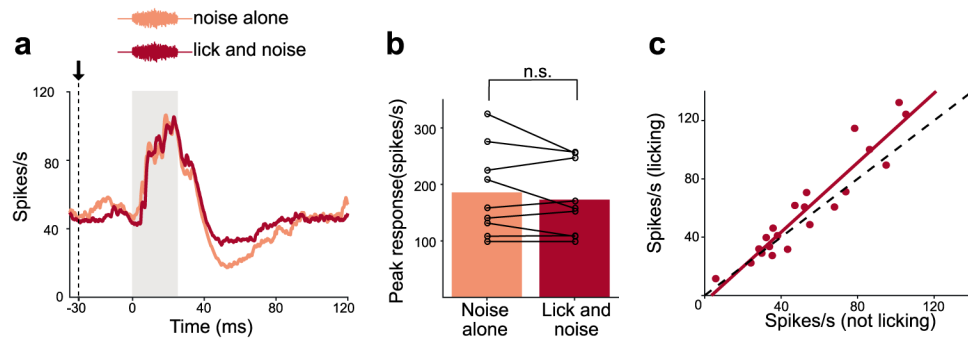 noise alone
lick and noise
a
120
80
40
0
Spikes/s
-30
0
40
80
120
Time (ms)
b
n.s.
300
200
100
Peak response(spikes/s)
Noise
alone
Lick and
noise
c
120
80
40
0
Spikes/s (licking)
0
40
80
120
Spikes/s (not licking)